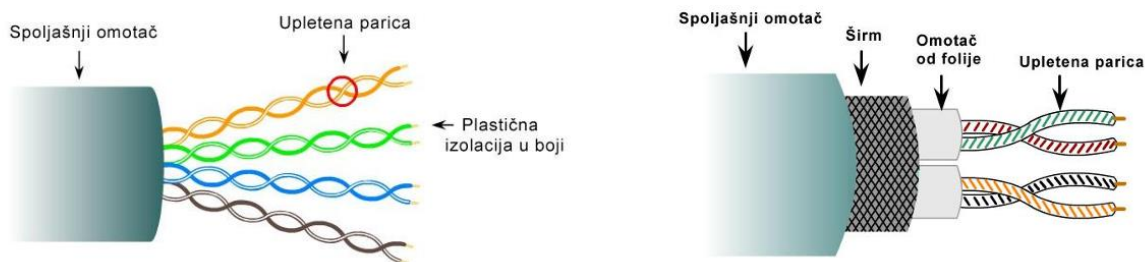 Spoljašnji omotač
Upletena parica
Plastična
izolacija u boji
Spoljašnji omotač
Širm
Omotač
od folije
Upletena parica